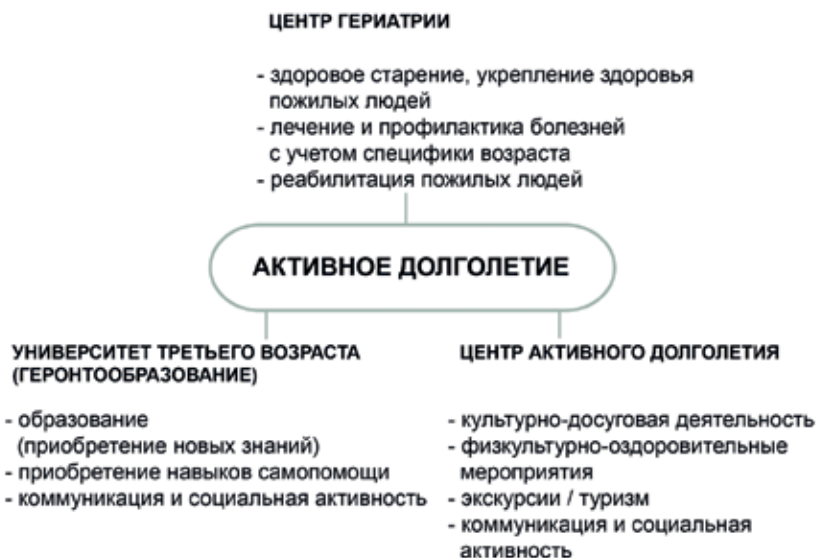 ЦЕНТР ГЕРИАТРИИ
- здоровое старение, укрепление здоровья
пожилых людей
- лечение и профилактика болезней
с учетом специфики возраста
- реабилитация пожилых людей
АКТИВНОЕ ДОЛГОЛЕТИЕ
УНИВЕРСИТЕТ ТРЕТЬЕГО ВОЗРАСТА
(ГЕРОНТООБРАЗОВАНИЕ)
- образование
(приобретение новых знаний)
- приобретение навыков самопомощи
- коммуникация и социальная активность
ЦЕНТР АКТИВНОГО ДОЛГОЛЕТИЯ
- культурно-досуговая деятельность
- физкультурно-оздоровительные
мероприятия
- экскурсии / туризм
- коммуникация и социальная
активность